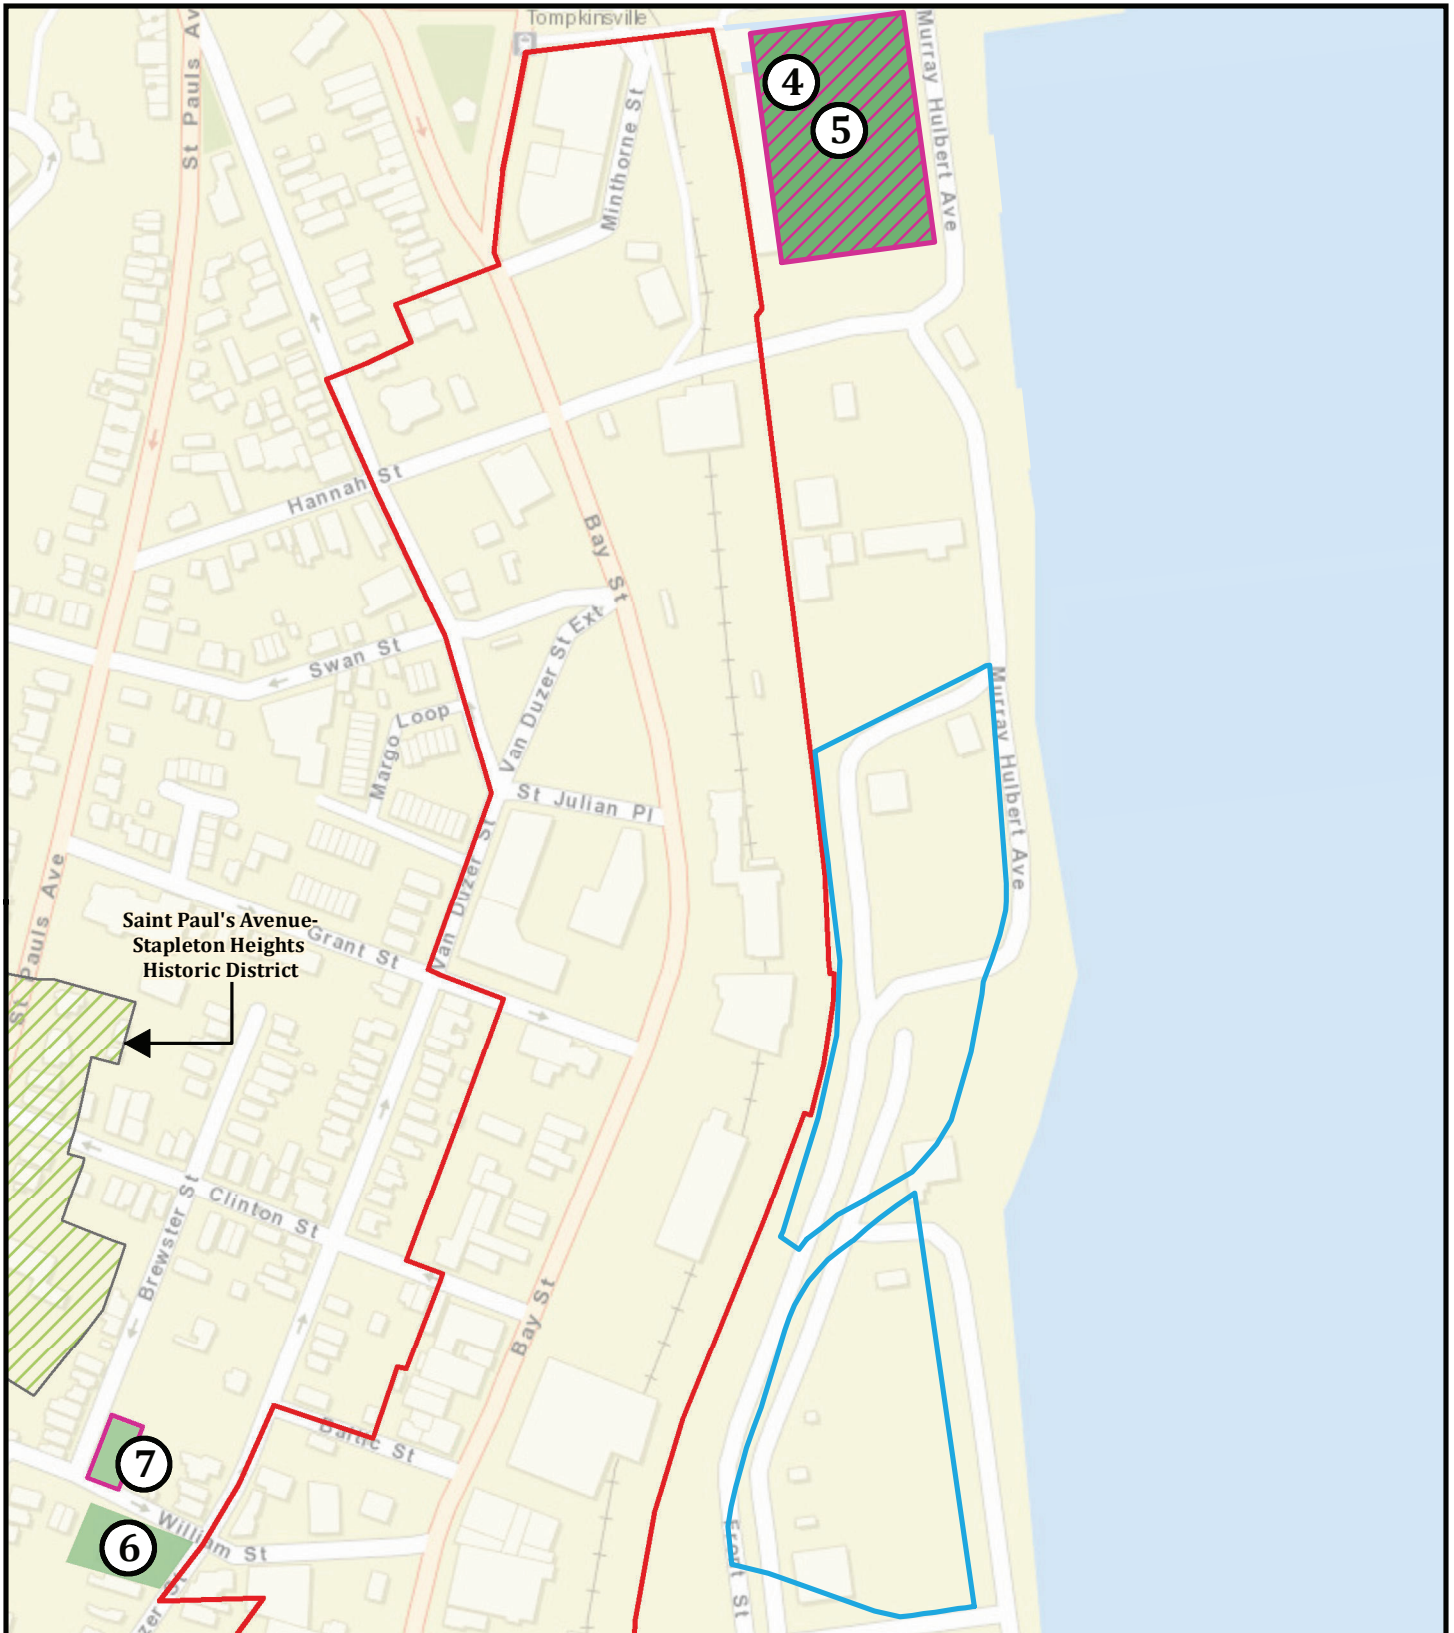 Tompkinsville
St Pauls Av
Murray Hulbert Ave
4
5
Minthorne St
Hannah St
Bay St
Swan St
Van Duzer St Ext
Margo Loop
St Julian Pl
Murray Hulbert Ave
Van Duzer St
St Pauls Ave
Saint Paul's Avenue-
Stapleton Heights
Historic District
Grant St
Clinton St
Brewster St
Bay St
Baltic St
7
William St
6
Front St
zer St